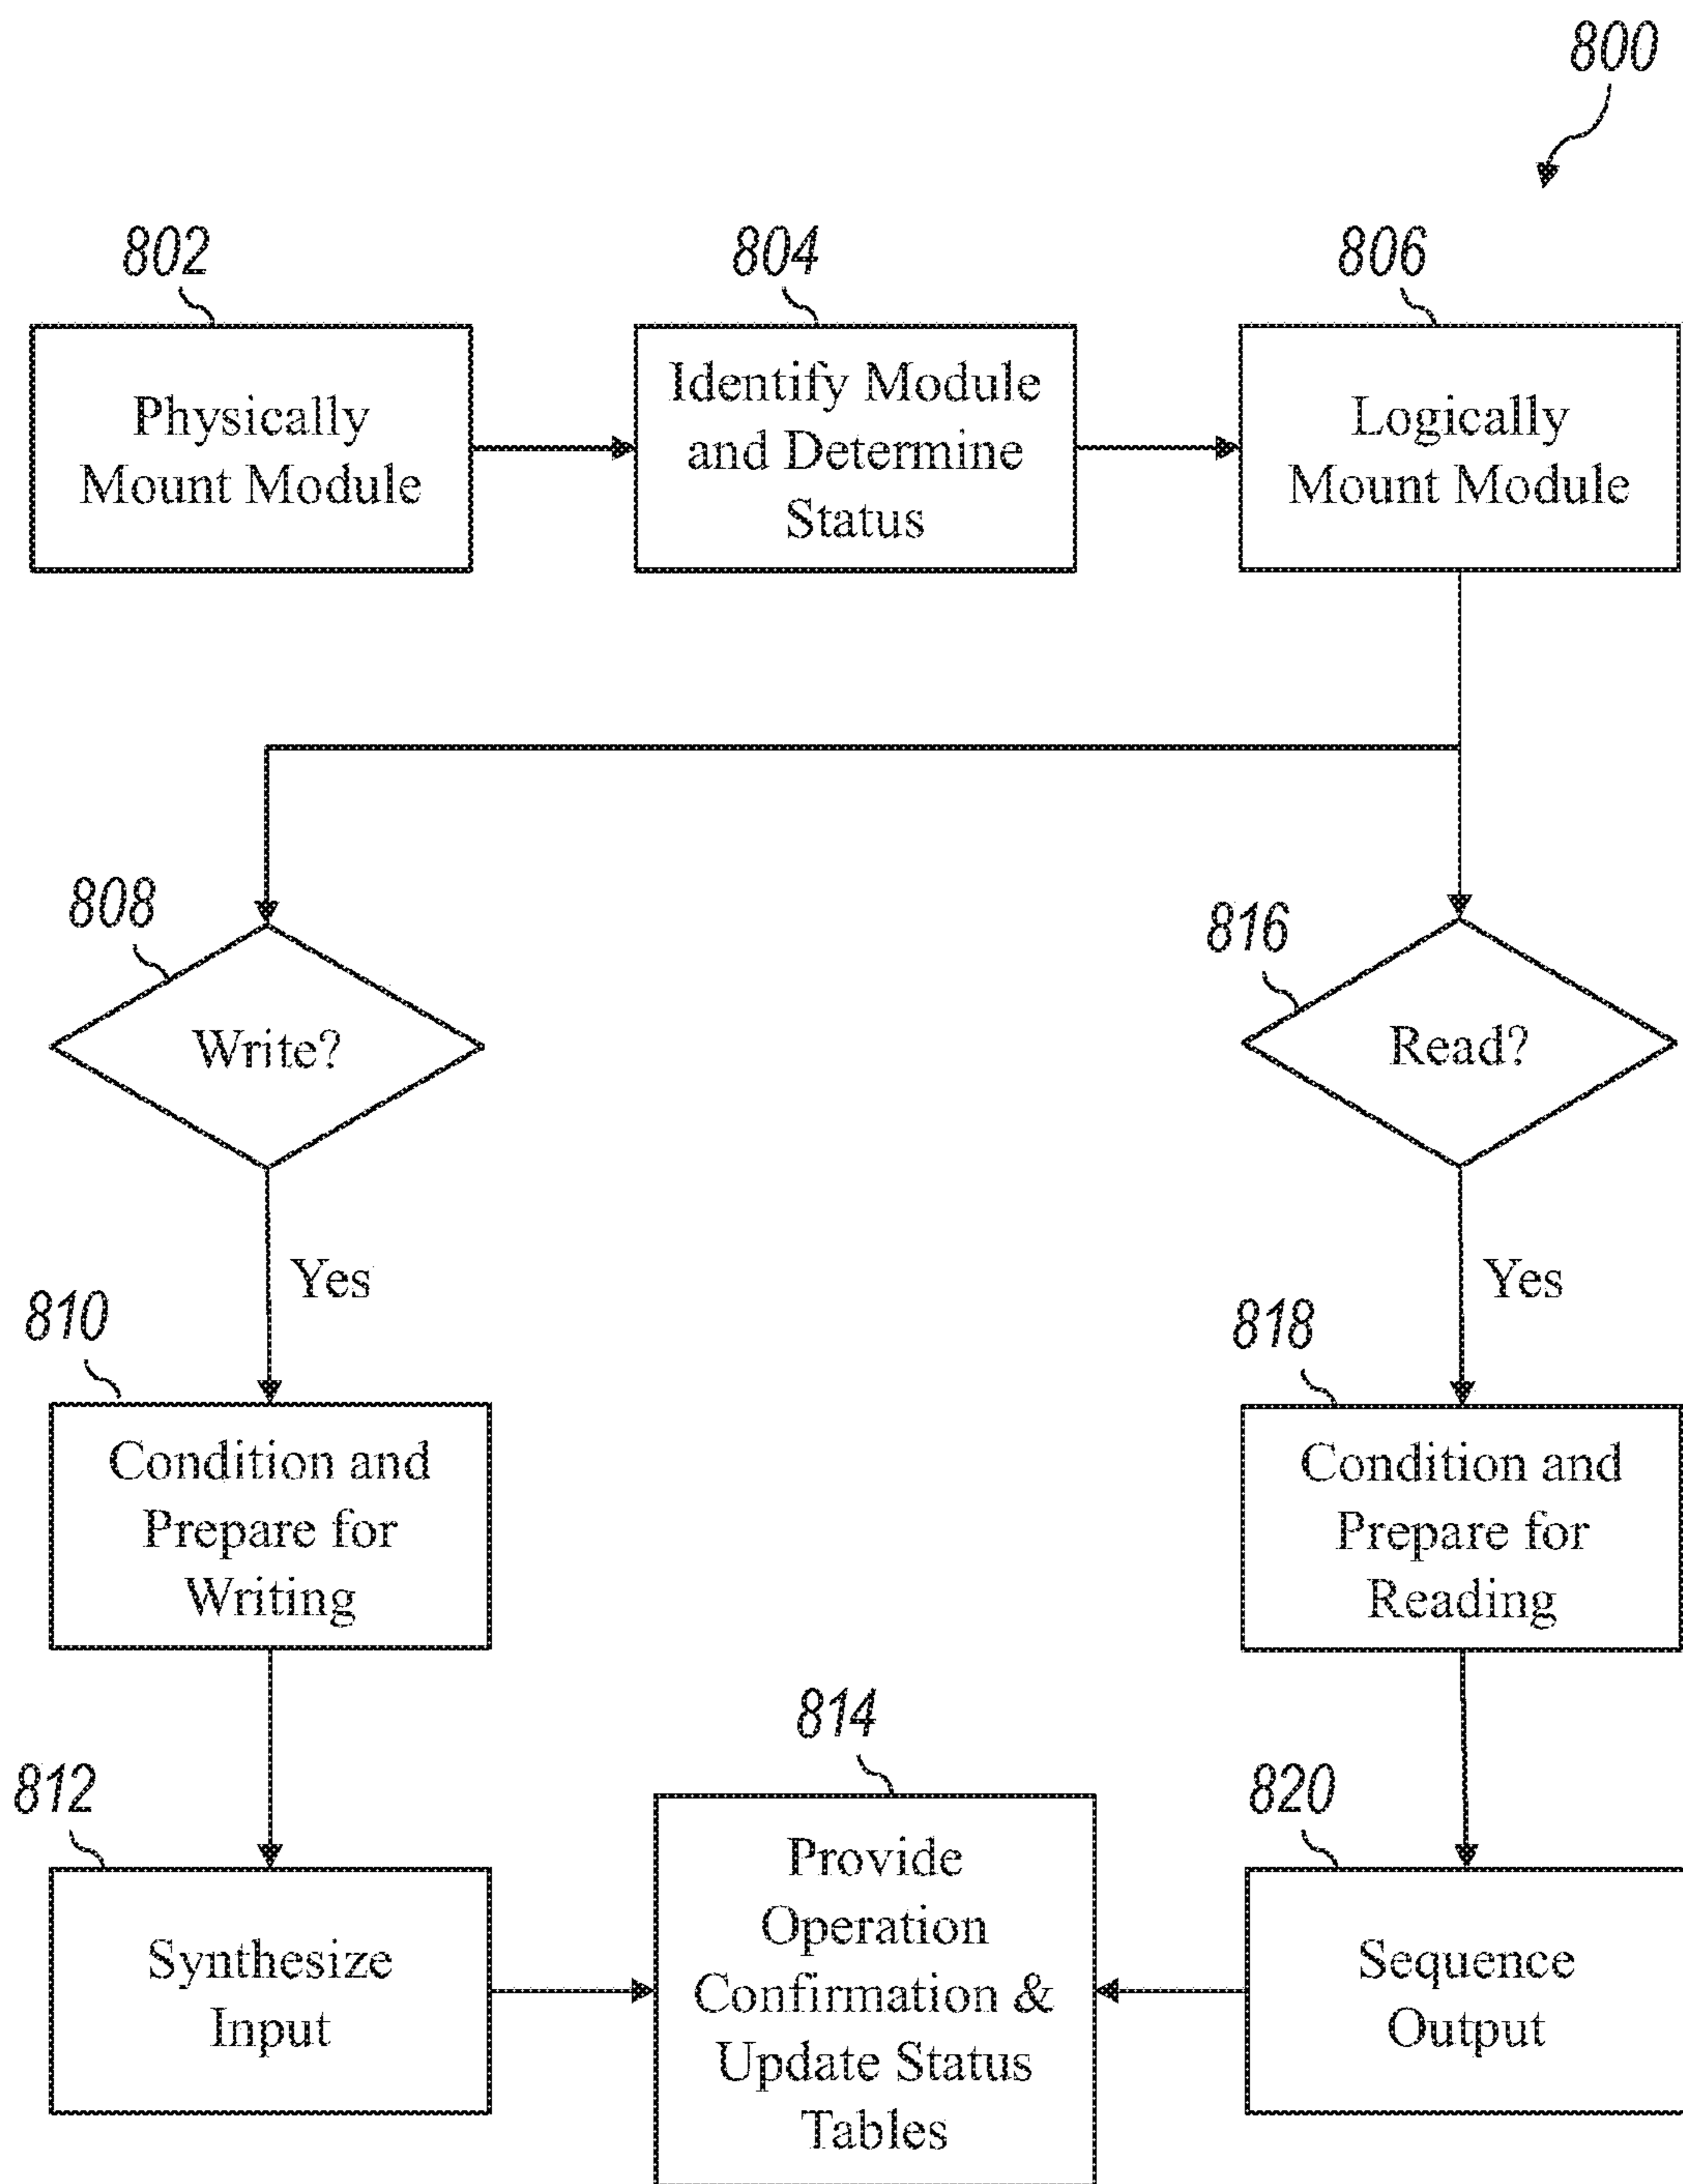 800
802
804
806
Physically
Mount Module
Identify Module
and Determine
Status
Logically
Mount Module
808
816
Write?
Read?
Yes
Yes
810
818
Condition and
Prepare for
Writing
Condition and
Prepare for
Reading
812
814
820
Synthesize
Input
Provide
Operation
Confirmation &
Update Status
Tables
Sequence
Output